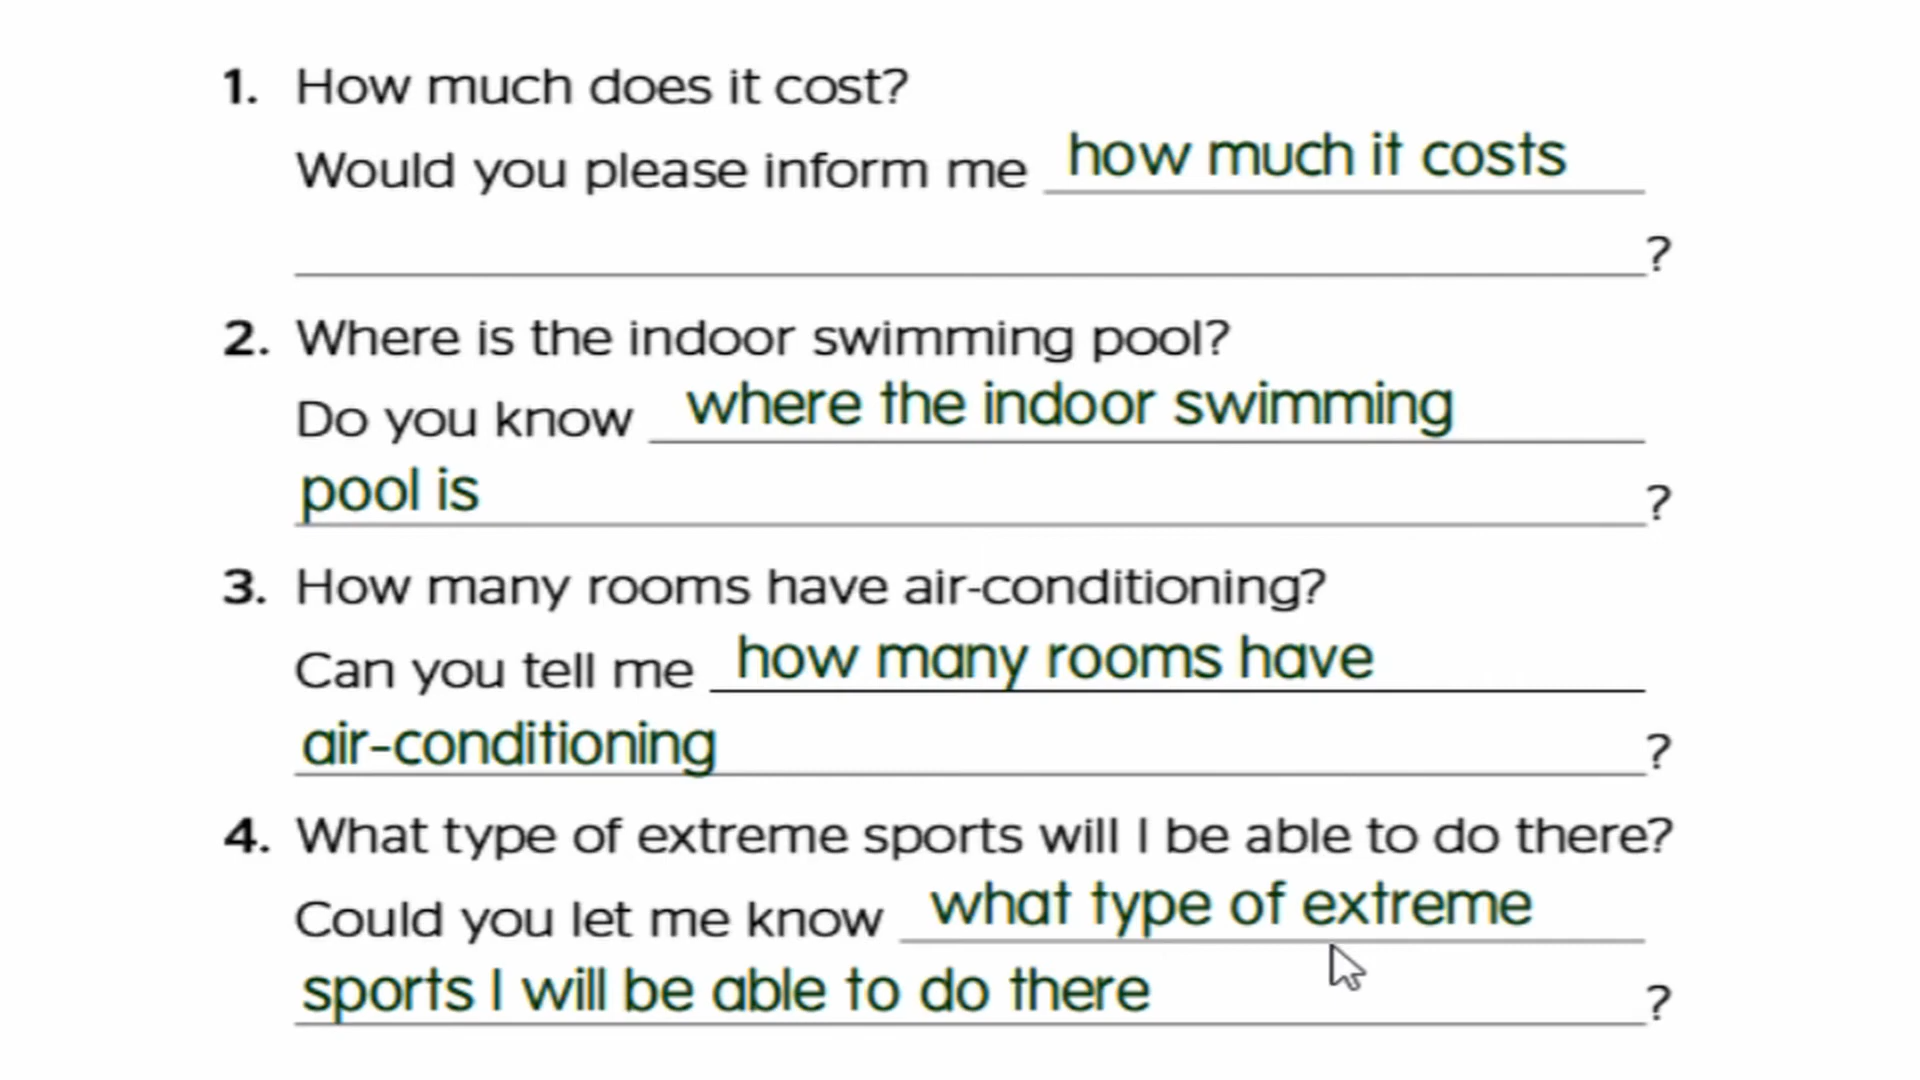 1. How much does it cost?
Would you please inform me how much it costs
?
2. Where is the indoor swimming pool?
Do you know where the indoor swimming
pool is ?
3. How many rooms have air-conditioning?
Can you tell me how many rooms have
air-conditioning ?
4. What type of extreme sports will I be able to do there?
Could you let me know what type of extreme
sports I will be able to do there ?